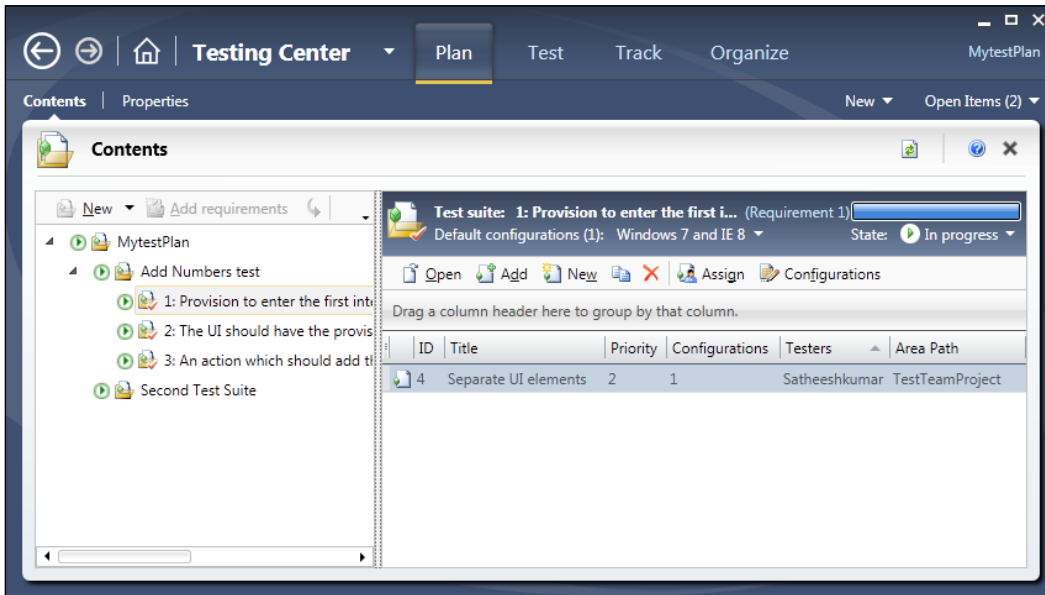 Testing Center Plan Test Track Organize MytestPlan
Contents Properties New Open Items (2)
Contents
New Add requirements
MytestPlan
Add Numbers test
1: Provision to enter the first inte
2: The UI should have the provis
3: An action which should add th
Second Test Suite
Test suite: 1: Provision to enter the first i... (Requirement 1)
Default configurations (1): Windows 7 and IE 8 State: In progress
Open Add New Assign Configurations
Drag a column header here to group by that column.
ID Title Priority Configurations Testers Area Path
4 Separate UI elements 2 1 Satheeshkumar TestTeamProject